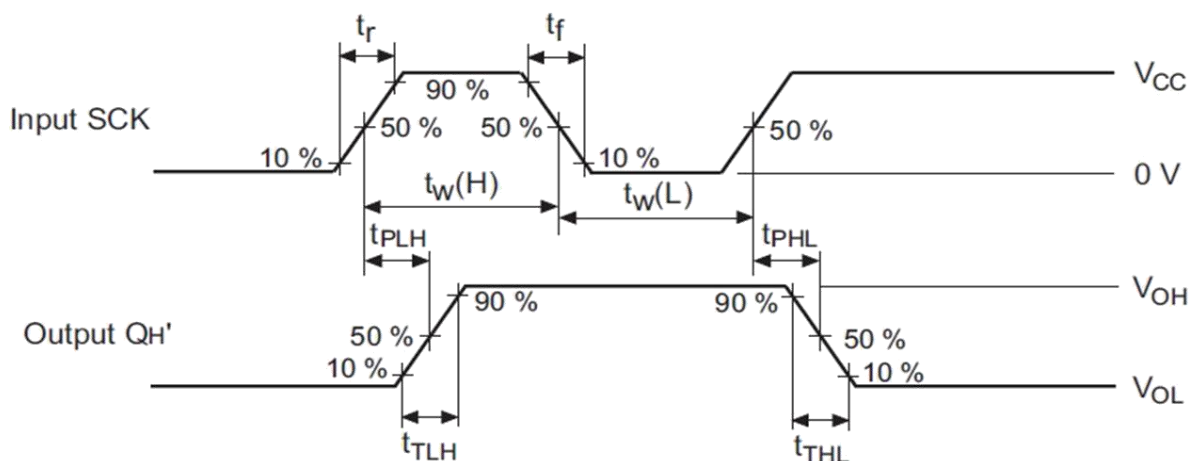 tr tf
90 % VCC
Input SCK 50 % 50 % 50 %
10 % 10 %
tW(H) tW(L) 0 V
tPLH tPHL
90 % 90 % VOH
Output QH' 50 % 50 %
10 % 10 %
VOL
tTLH tTHL